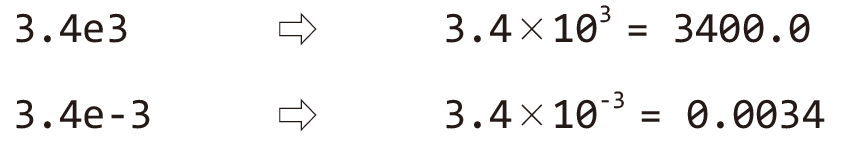 3.4e3 ⇨ 3.4×10³ = 3400.0
3.4e-3 ⇨ 3.4×10⁻³ = 0.0034